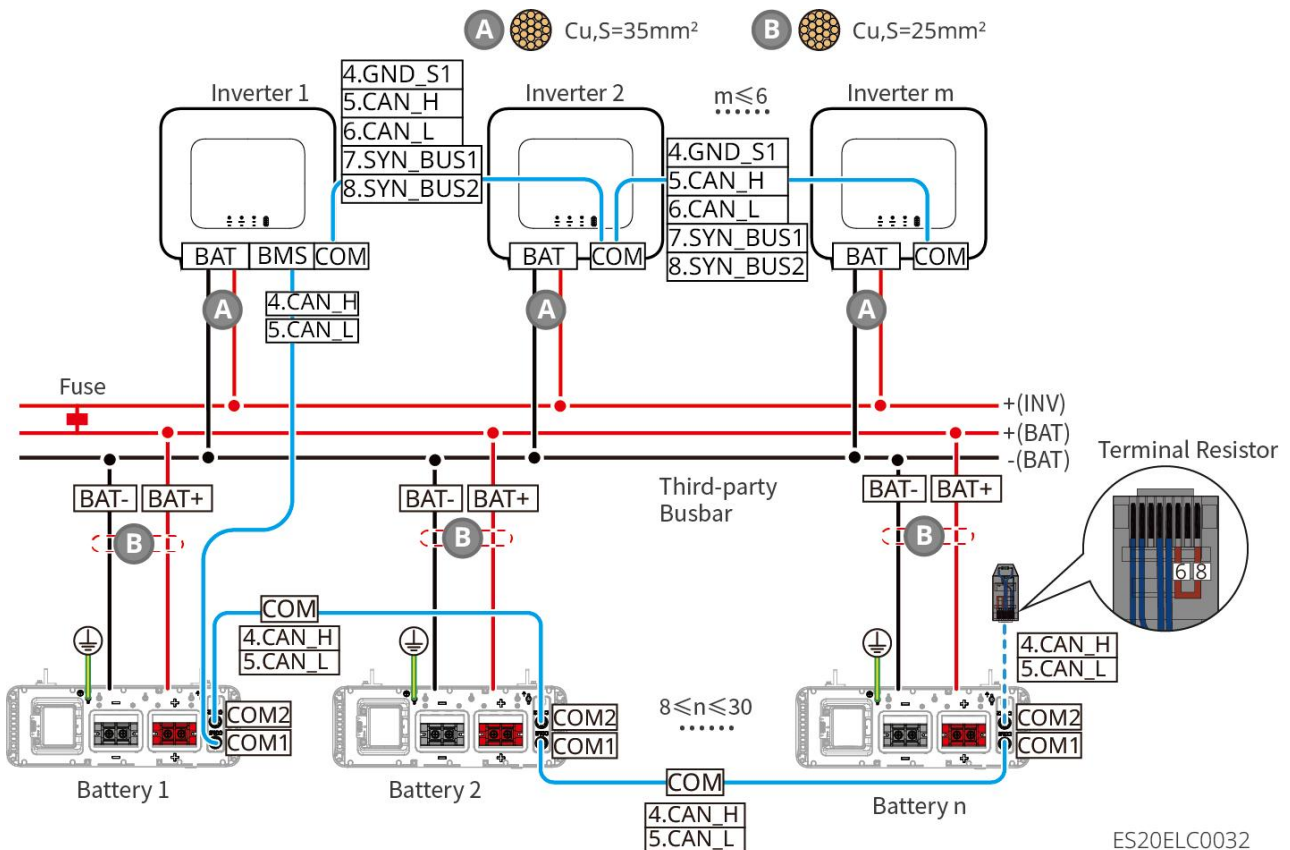 A Cu,S=35mm²
B Cu,S=25mm²
Inverter 1
4.GND_S1
5.CAN_H
6.CAN_L
7.SYN_BUS1
8.SYN_BUS2
Inverter 2
m≤6
4.GND_S1
5.CAN_H
6.CAN_L
7.SYN_BUS1
8.SYN_BUS2
Inverter m
BAT BMS COM
BAT COM
BAT COM
A
4.CAN_H
5.CAN_L
A
A
Fuse
+(INV)
+(BAT)
-(BAT)
Terminal Resistor
6 8
BAT- BAT+
BAT- BAT+
Third-party
Busbar
BAT- BAT+
B
B
B
COM
4.CAN_H
5.CAN_L
4.CAN_H
5.CAN_L
- +
COM2
COM1
- +
- +
COM2
COM1
- +
8≤n≤30
- +
COM2
COM1
- +
Battery 1
Battery 2
COM
4.CAN_H
5.CAN_L
Battery n
ES20ELC0032